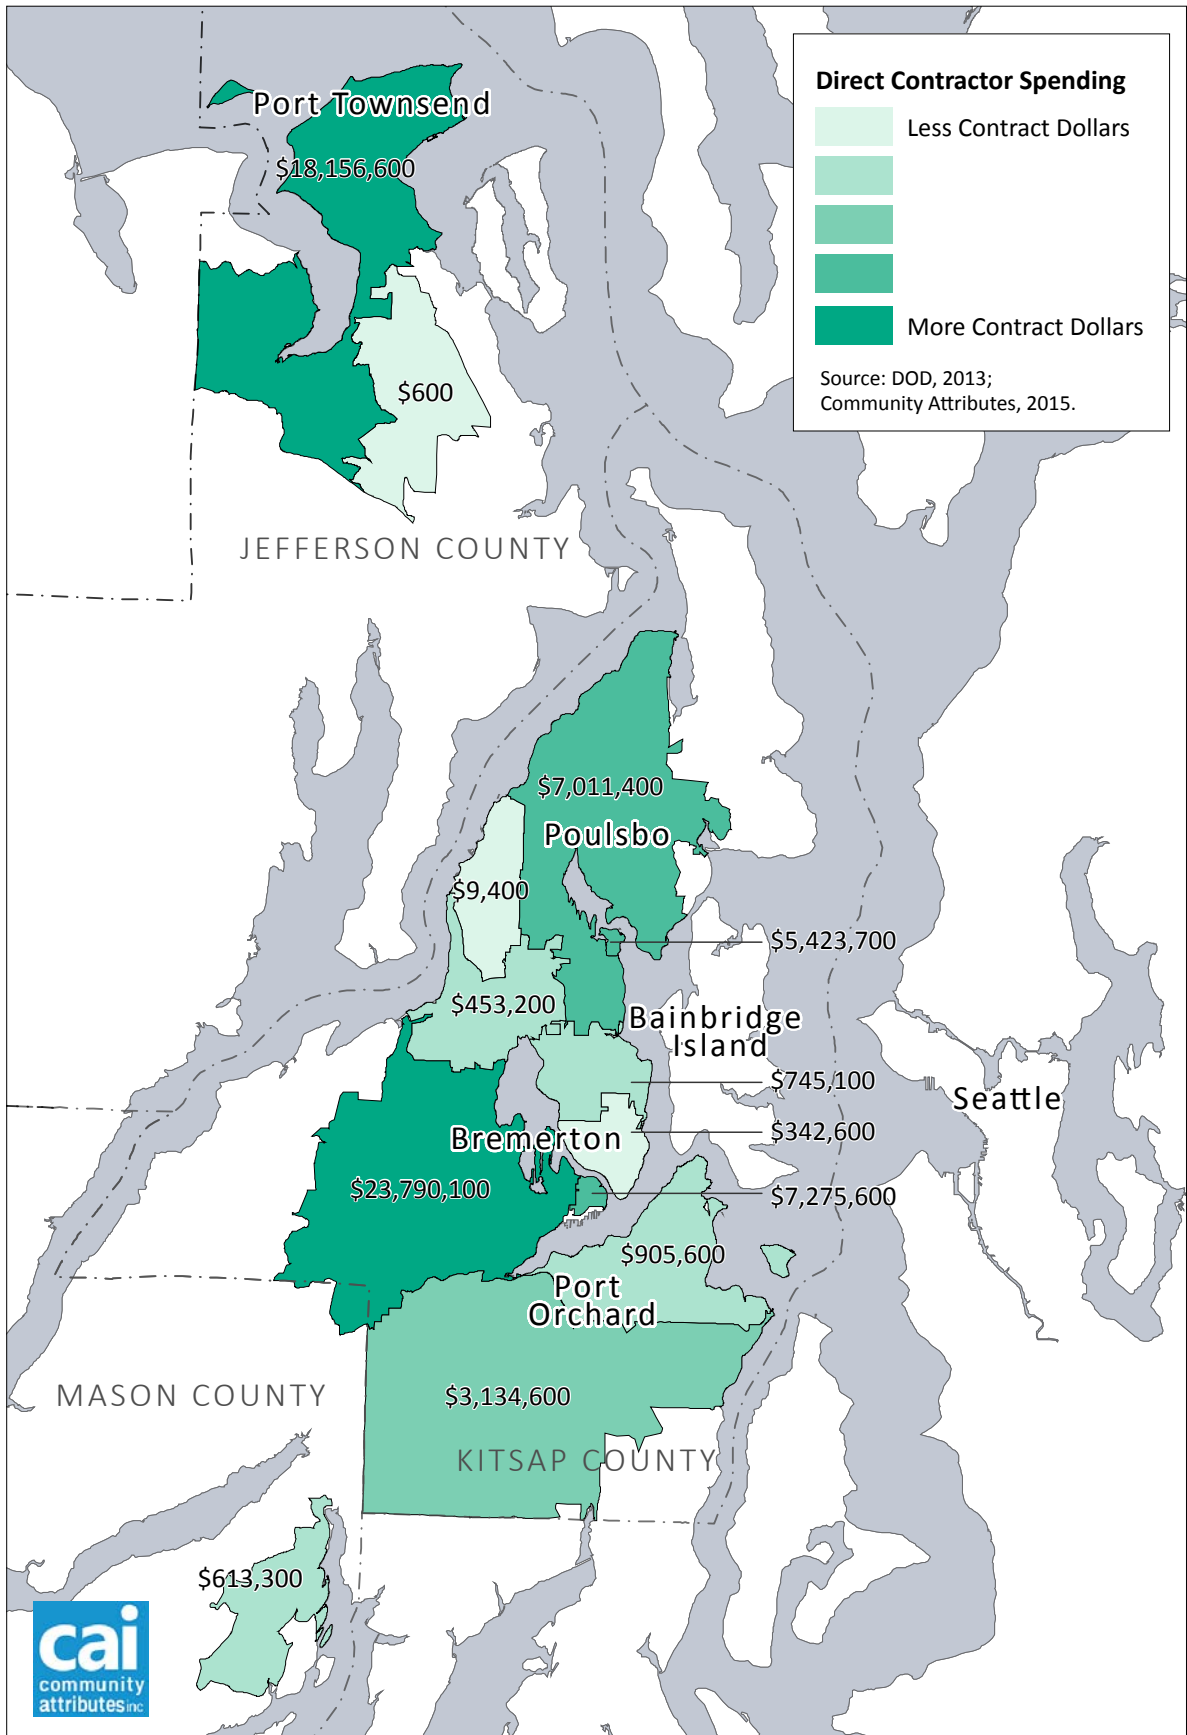 Direct Contractor Spending
Less Contract Dollars
More Contract Dollars
Source: DOD, 2013;
Community Attributes, 2015.
Port Townsend
$18,156,600
$600
JEFFERSON COUNTY
$7,011,400
Poulsbo
$9,400
$5,423,700
$453,200
Bainbridge
Island
$745,100
Seattle
$342,600
Bremerton
$23,790,100
$7,275,600
$905,600
Port
Orchard
MASON COUNTY
$3,134,600
KITSAP COUNTY
$613,300
cai
community
attributes inc